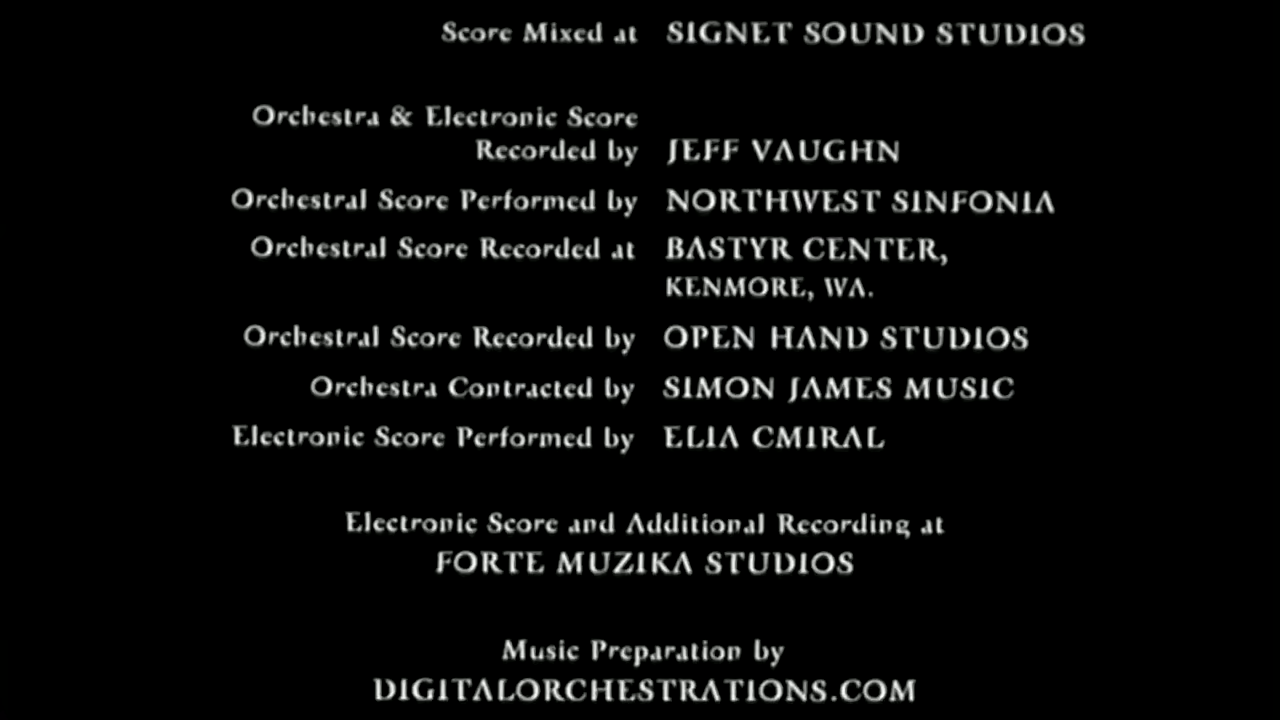 Score Mixed at SIGNET SOUND STUDIOS
Orchestra & Electronic Score
Recorded by JEFF VAUGHN
Orchestral Score Performed by NORTHWEST SINFONIA
Orchestral Score Recorded at BASTYR CENTER,
KENMORE, WA.
Orchestral Score Recorded by OPEN HAND STUDIOS
Orchestra Contracted by SIMON JAMES MUSIC
Electronic Score Performed by ELIA CMIRAL
Electronic Score and Additional Recording at
FORTE MUZIKA STUDIOS
Music Preparation by
DIGITALORCHESTRATIONS.COM